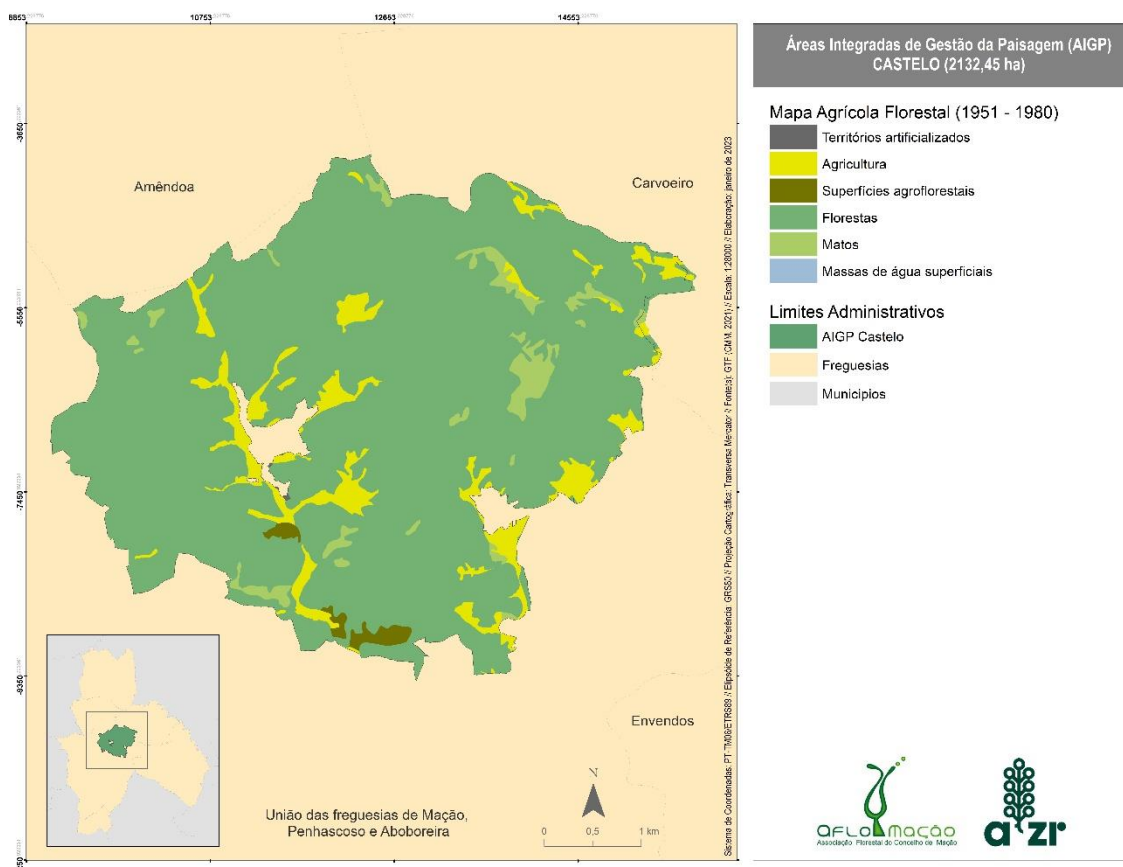 8853
10753
12653
14553
-3650
-5550
-7450
-9350
Amêndoa
Carvoeiro
Envendos
União das freguesias de Mação,
Penhascoso e Aboboreira
N
0 0,5 1 km
Sistema de Coordenadas: PT-TM06/ETRS89 // Elipsóide de Referência: GRS80 // Projeção Cartográfica: Transversa Mercator // Fonte(s): GTF (CMM, 2021) // Escala: 1:28000 // Elaboração: janeiro de 2023
Áreas Integradas de Gestão da Paisagem (AIGP)
CASTELO (2132,45 ha)
Mapa Agrícola Florestal (1951 - 1980)
Territórios artificializados
Agricultura
Superfícies agroflorestais
Florestas
Matos
Massas de água superficiais
Limites Administrativos
AIGP Castelo
Freguesias
Municípios
aflomação
Associação Florestal do Concelho de Mação
aizr